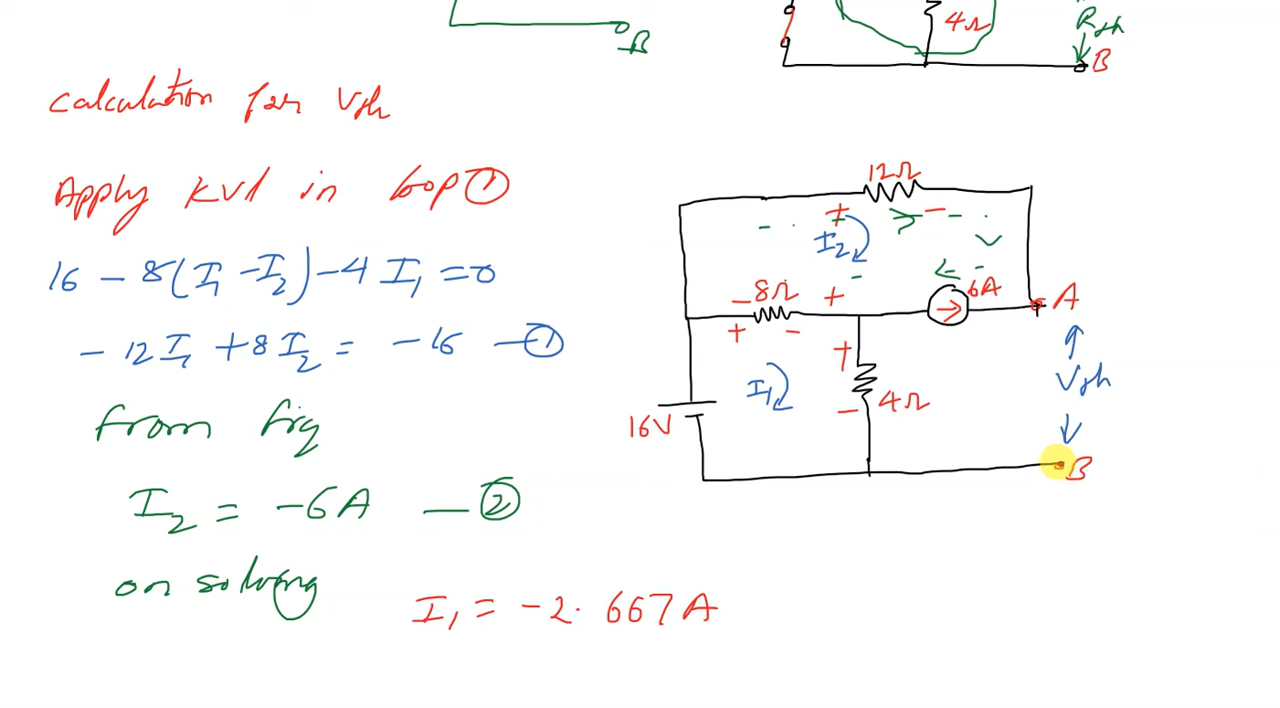 B
4Ω
Rth
B
Calculation for Vth
Apply KVL in loop ①
16 - 8(I1 - I2) - 4 I1 = 0
- 12 I1 + 8 I2 = - 16 — ①
from fig
I2 = - 6 A — ②
on solving
I1 = - 2.667 A
12Ω
+ -
I2
- 8Ω +
6A
A
+ -
+
Vth
I1
- 4Ω
16V
B